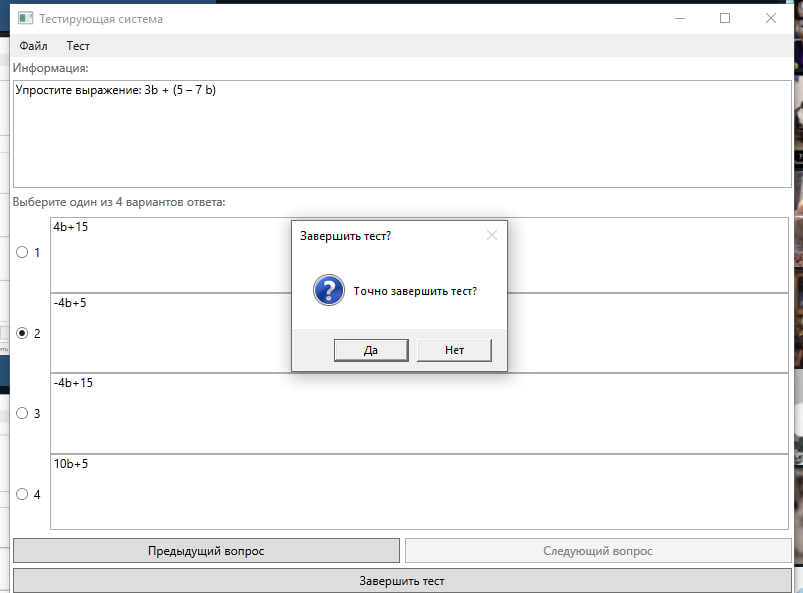 Тестирующая система
Файл Тест
Информация:
Упростите выражение: 3b + (5 – 7 b)
Выберите один из 4 вариантов ответа:
1 4b+15
Завершить тест?
Точно завершить тест?
Да Нет
2 -4b+5
3 -4b+15
4 10b+5
Предыдущий вопрос Следующий вопрос
Завершить тест